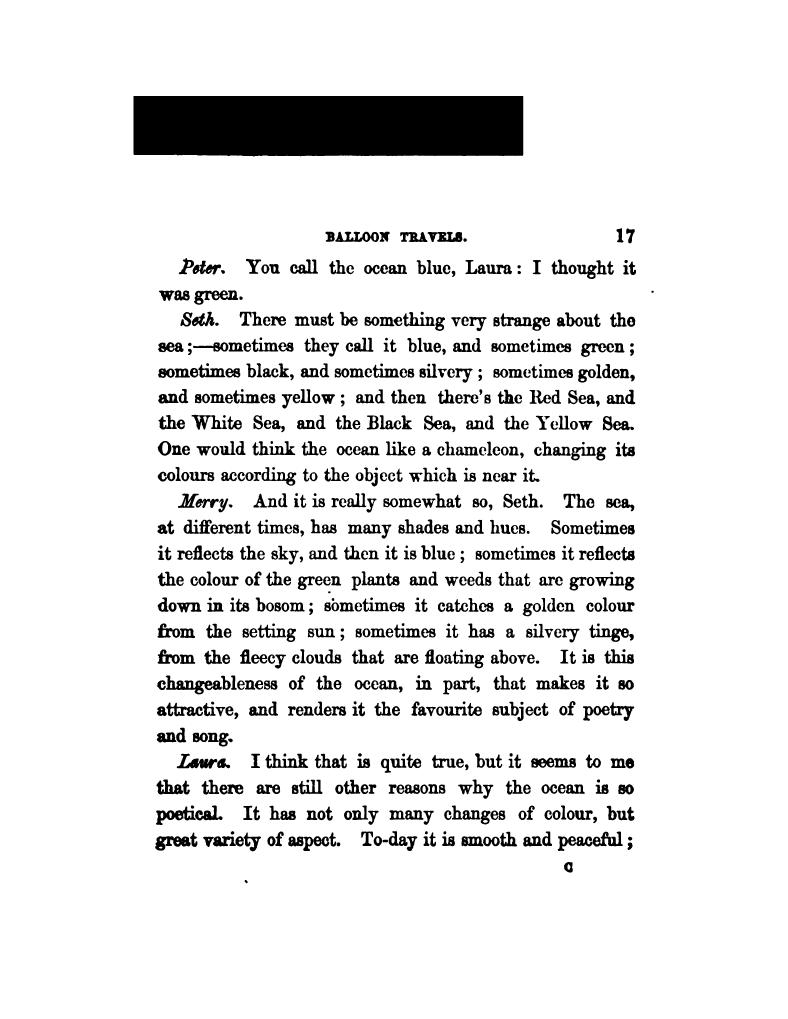 BALLOON TRAVELS. 17
Peter. You call the ocean blue, Laura: I thought it
was green.
Seth. There must be something very strange about the
sea;—sometimes they call it blue, and sometimes green;
sometimes black, and sometimes silvery; sometimes golden,
and sometimes yellow; and then there's the Red Sea, and
the White Sea, and the Black Sea, and the Yellow Sea.
One would think the ocean like a chameleon, changing its
colours according to the object which is near it.
Merry. And it is really somewhat so, Seth. The sea,
at different times, has many shades and hues. Sometimes
it reflects the sky, and then it is blue; sometimes it reflects
the colour of the green plants and weeds that are growing
down in its bosom; sometimes it catches a golden colour
from the setting sun; sometimes it has a silvery tinge,
from the fleecy clouds that are floating above. It is this
changeableness of the ocean, in part, that makes it so
attractive, and renders it the favourite subject of poetry
and song.
Laura. I think that is quite true, but it seems to me
that there are still other reasons why the ocean is so
poetical. It has not only many changes of colour, but
great variety of aspect. To-day it is smooth and peaceful;
C